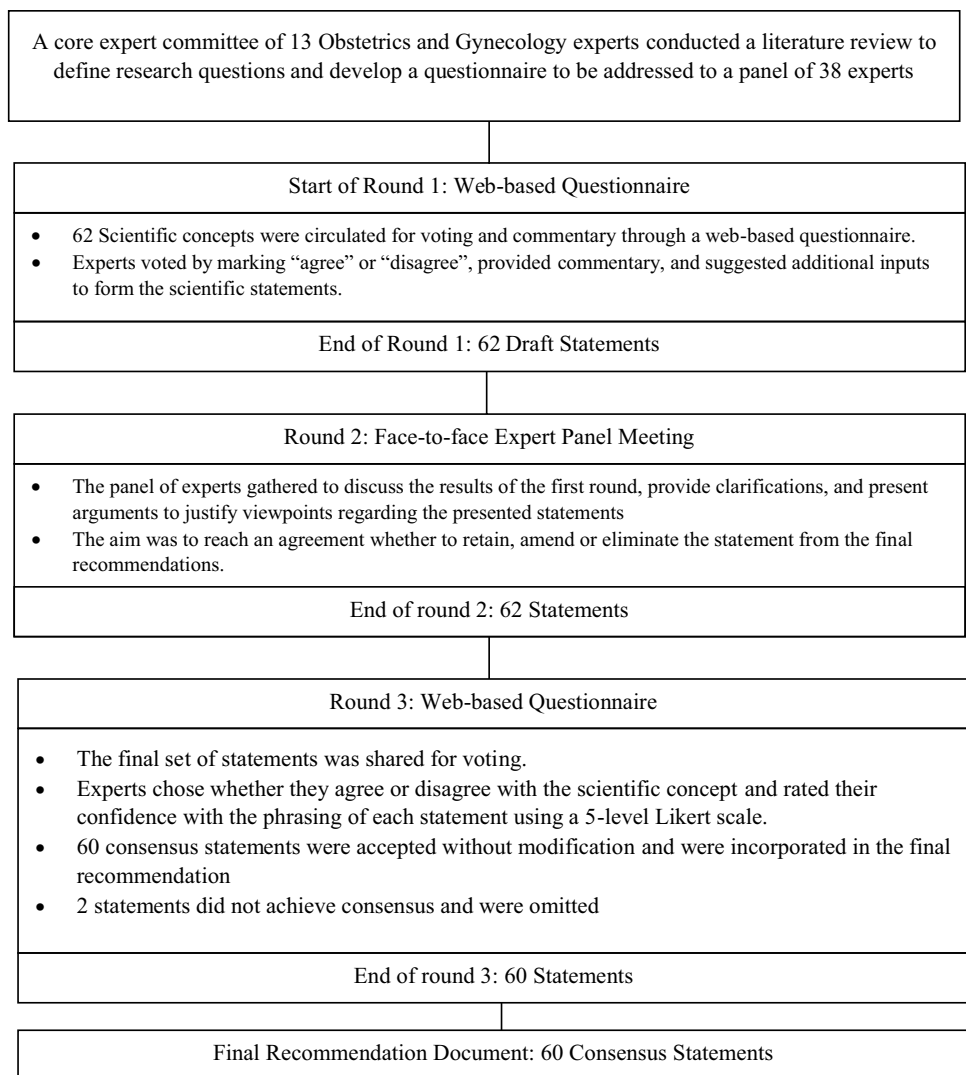 A core expert committee of 13 Obstetrics and Gynecology experts conducted a literature review to
define research questions and develop a questionnaire to be addressed to a panel of 38 experts
Start of Round 1: Web-based Questionnaire
• 62 Scientific concepts were circulated for voting and commentary through a web-based questionnaire.
• Experts voted by marking “agree” or “disagree”, provided commentary, and suggested additional inputs
to form the scientific statements.
End of Round 1: 62 Draft Statements
Round 2: Face-to-face Expert Panel Meeting
• The panel of experts gathered to discuss the results of the first round, provide clarifications, and present
arguments to justify viewpoints regarding the presented statements
• The aim was to reach an agreement whether to retain, amend or eliminate the statement from the final
recommendations.
End of round 2: 62 Statements
Round 3: Web-based Questionnaire
• The final set of statements was shared for voting.
• Experts chose whether they agree or disagree with the scientific concept and rated their
confidence with the phrasing of each statement using a 5-level Likert scale.
• 60 consensus statements were accepted without modification and were incorporated in the final
recommendation
• 2 statements did not achieve consensus and were omitted
End of round 3: 60 Statements
Final Recommendation Document: 60 Consensus Statements